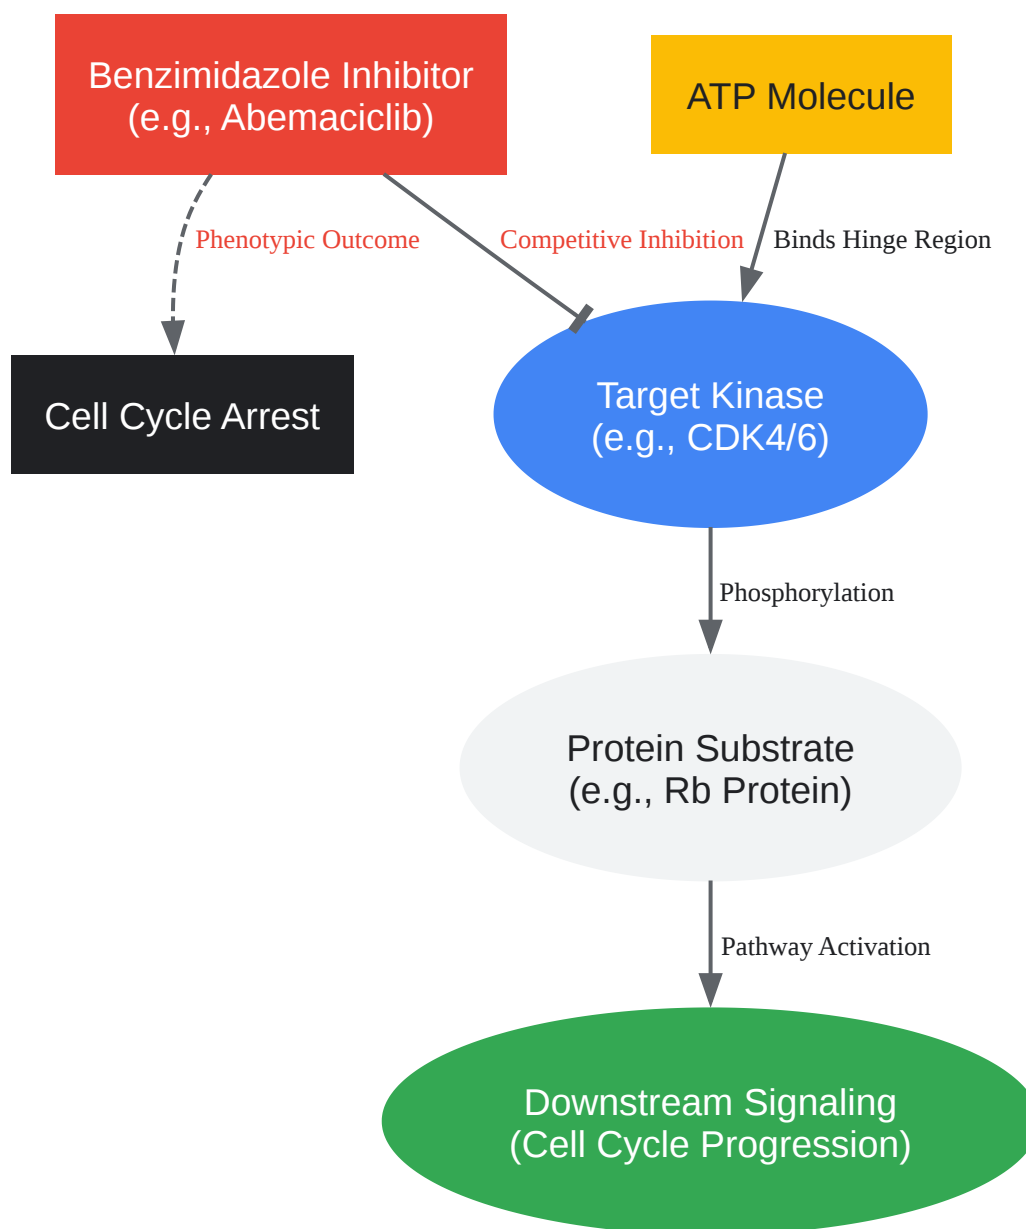 Benzimidazole Inhibitor
(e.g., Abemaciclib)
ATP Molecule
Phenotypic Outcome
Competitive Inhibition
Binds Hinge Region
Cell Cycle Arrest
Target Kinase
(e.g., CDK4/6)
Phosphorylation
Protein Substrate
(e.g., Rb Protein)
Pathway Activation
Downstream Signaling
(Cell Cycle Progression)